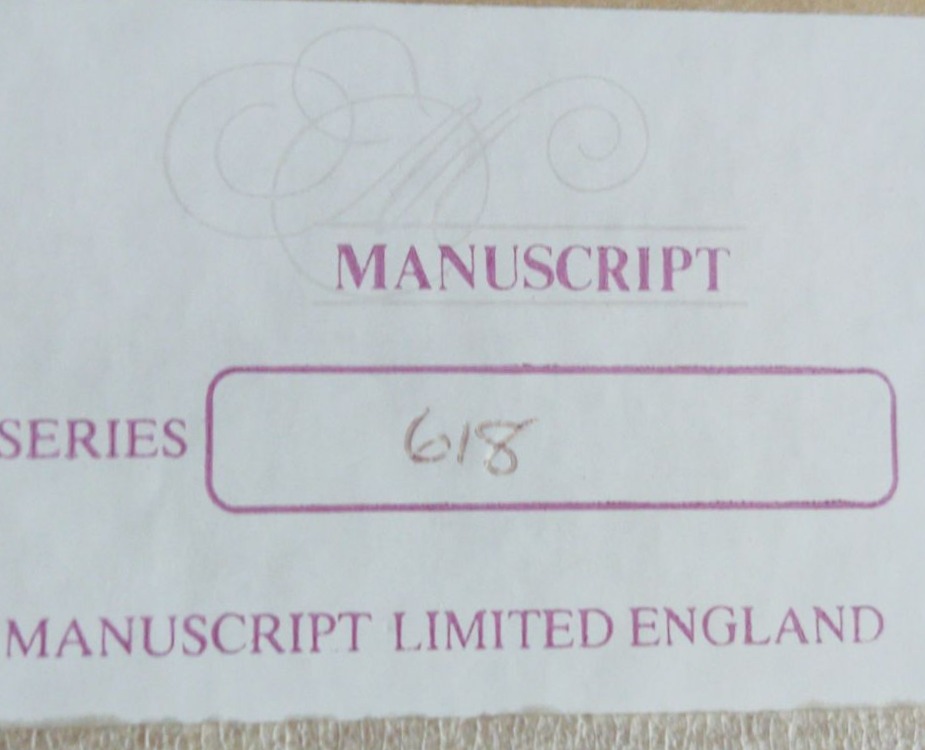 MANUSCRIPT
SERIES 618
MANUSCRIPT LIMITED ENGLAND